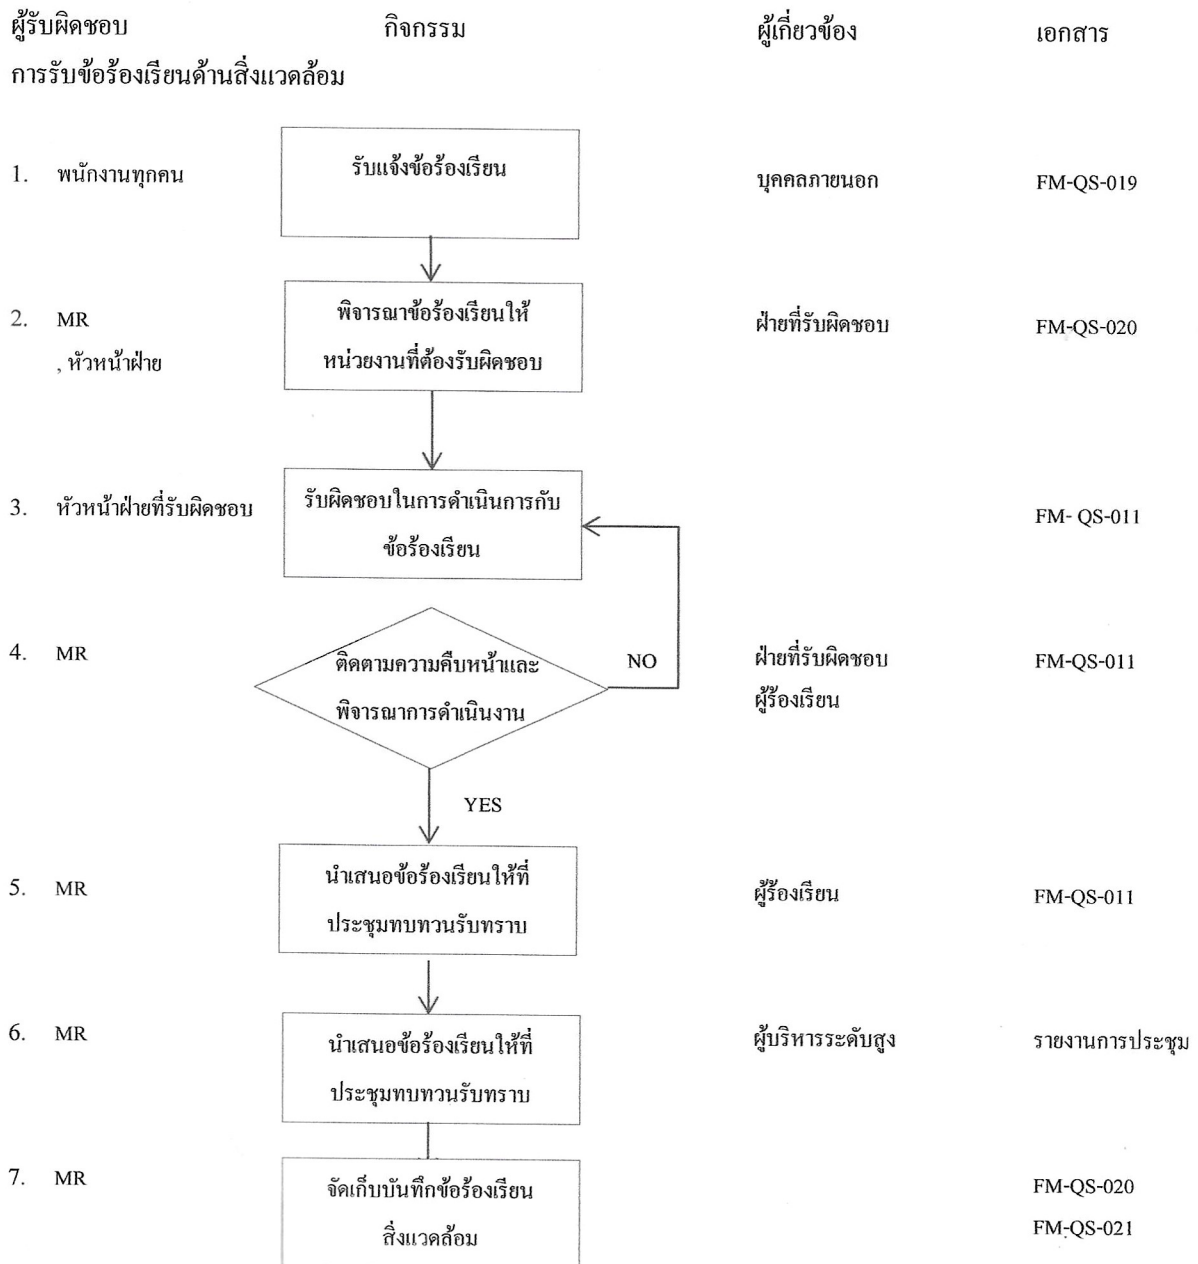 ผู้รับผิดชอบ กิจกรรม ผู้เกี่ยวข้อง เอกสาร
การรับข้อร้องเรียนด้านสิ่งแวดล้อม
1. พนักงานทุกคน รับแจ้งข้อร้องเรียน บุคคลภายนอก FM-QS-019
2. MR พิจารณาข้อร้องเรียนให้ ฝ่ายที่รับผิดชอบ FM-QS-020
, หัวหน้าฝ่าย หน่วยงานที่ต้องรับผิดชอบ
3. หัวหน้าฝ่ายที่รับผิดชอบ รับผิดชอบในการดำเนินการกับ FM- QS-011
ข้อร้องเรียน
4. MR ติดตามความคืบหน้าและ NO ฝ่ายที่รับผิดชอบ FM-QS-011
พิจารณาการดำเนินงาน ผู้ร้องเรียน
YES
5. MR นำเสนอข้อร้องเรียนให้ที่ ผู้ร้องเรียน FM-QS-011
ประชุมทบทวนรับทราบ
6. MR นำเสนอข้อร้องเรียนให้ที่ ผู้บริหารระดับสูง รายงานการประชุม
ประชุมทบทวนรับทราบ
7. MR จัดเก็บบันทึกข้อร้องเรียน FM-QS-020
สิ่งแวดล้อม FM-QS-021